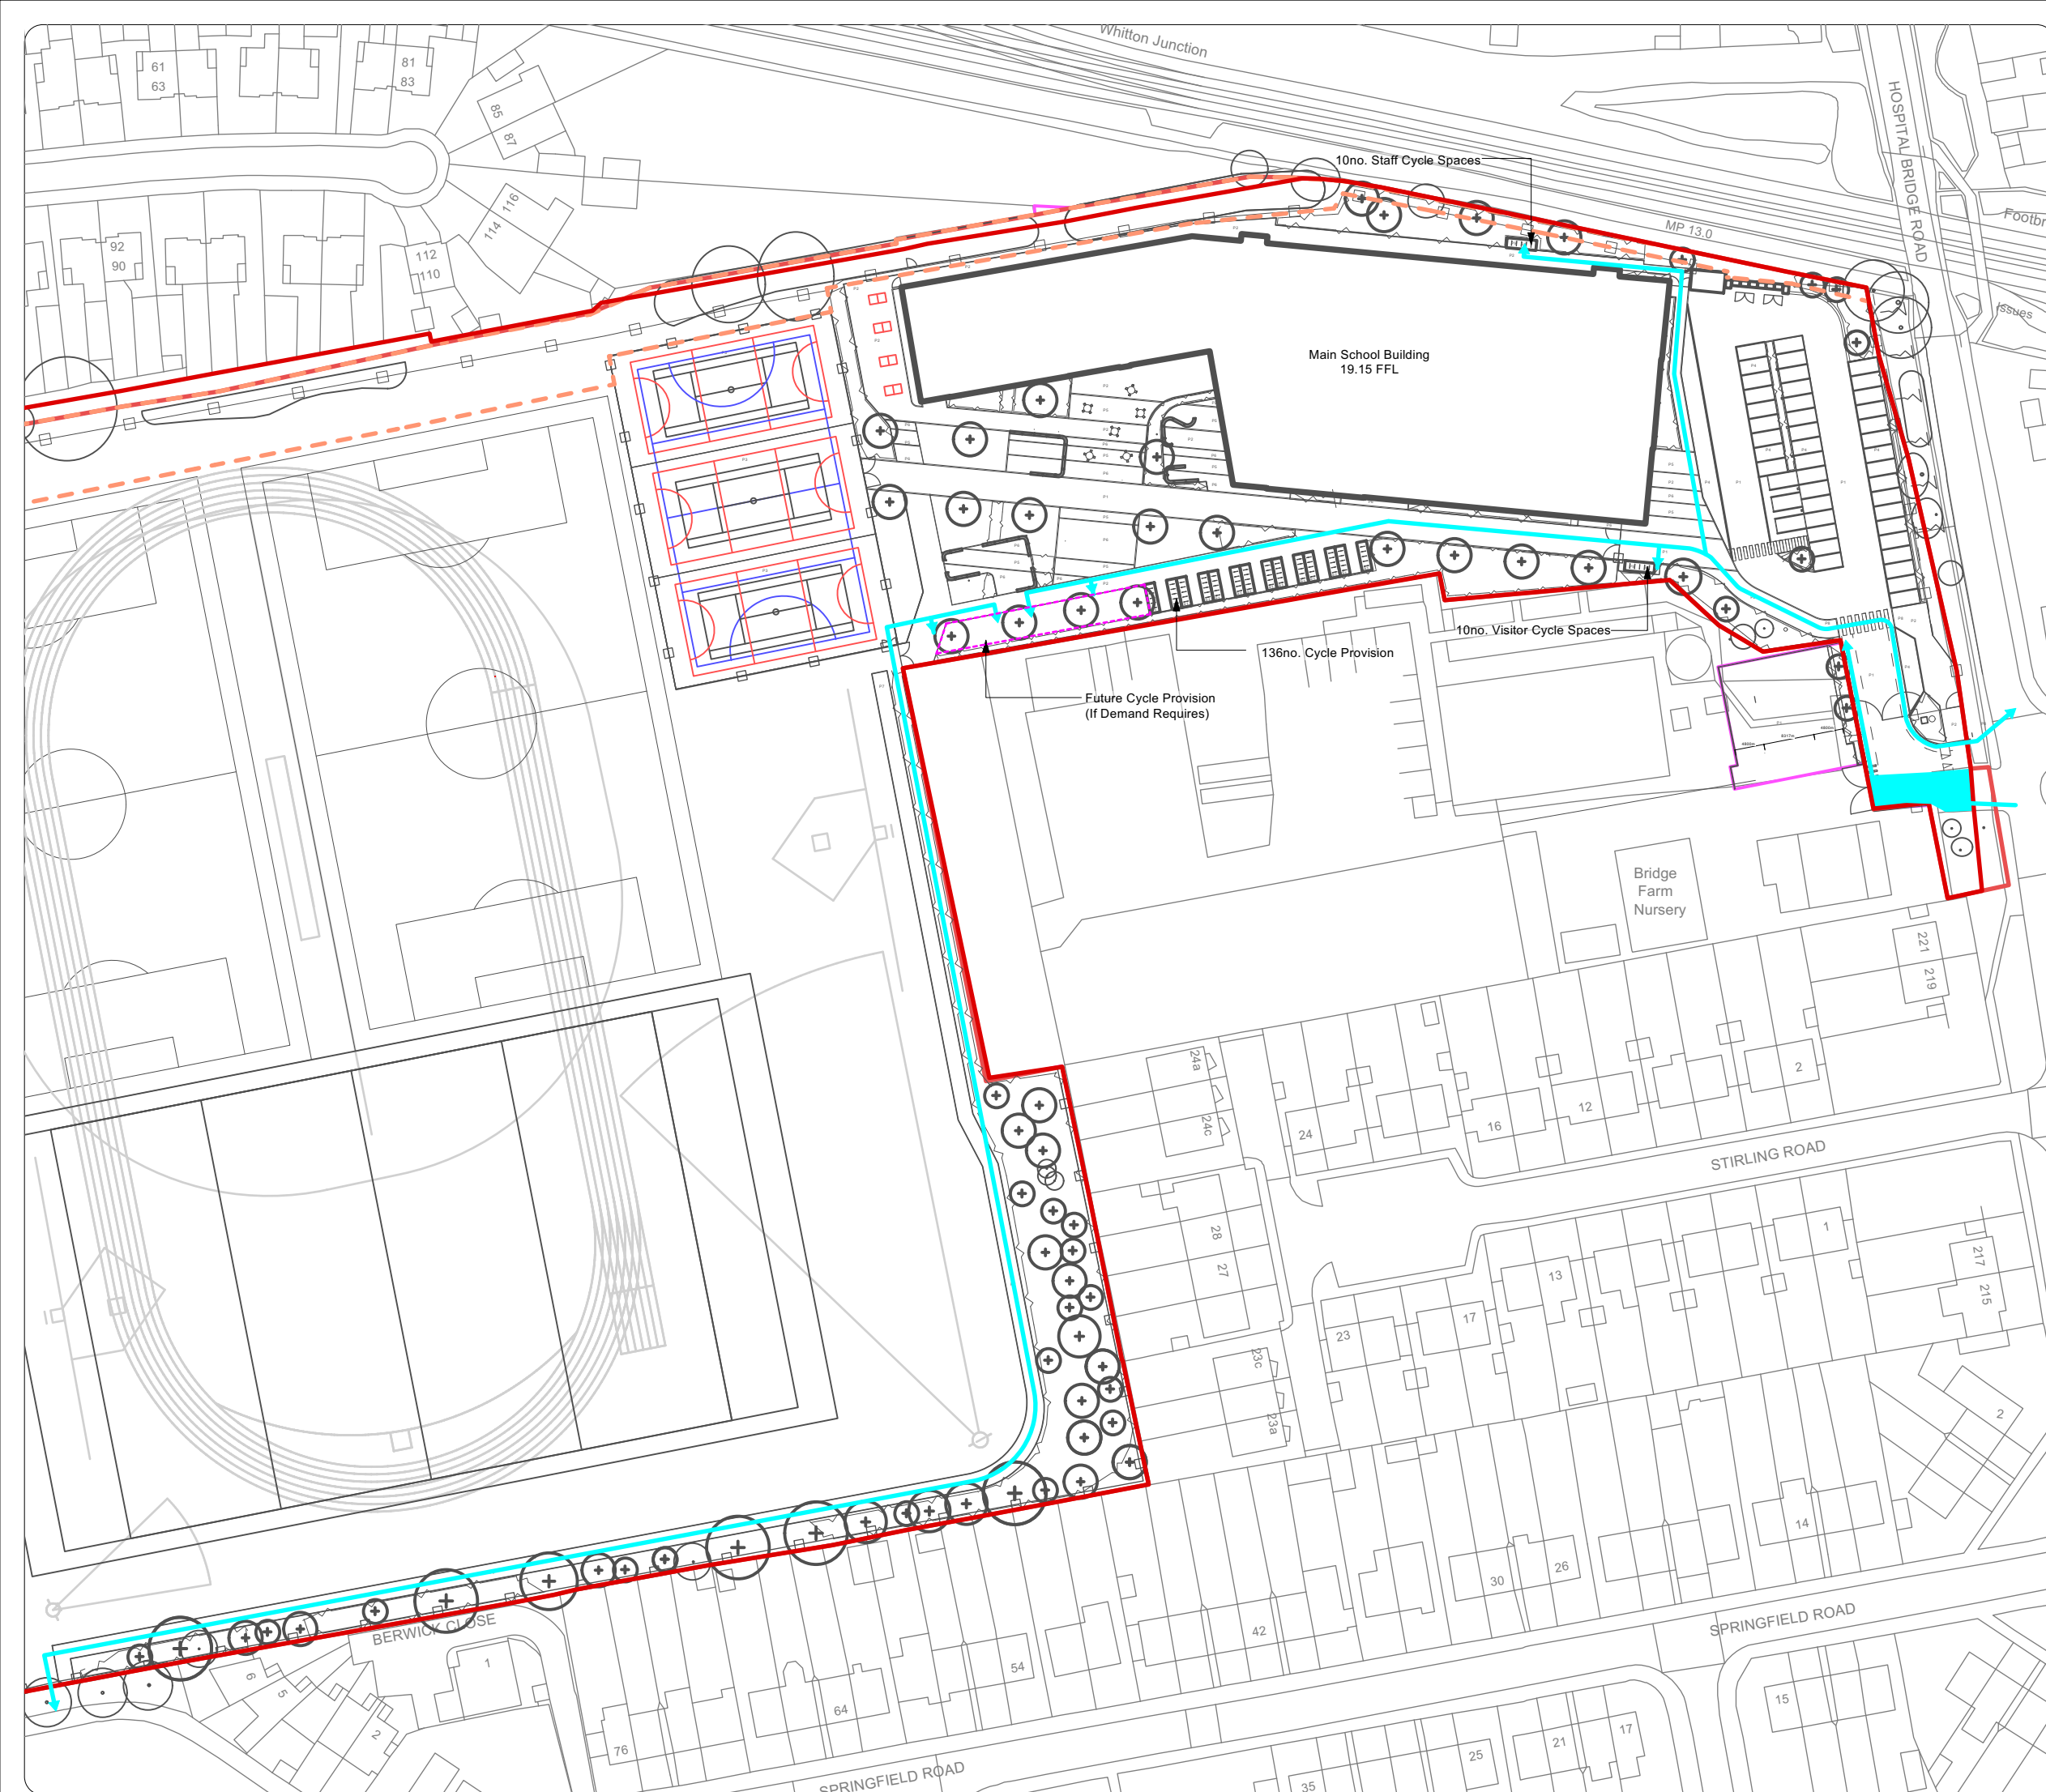 Whitton Junction
61
63
81
83
85
87
HOSPITAL BRIDGE ROAD
10no. Staff Cycle Spaces
116
114
MP 13.0
Footbr
92
90
112
110
Issues
Main School Building
19.15 FFL
10no. Visitor Cycle Spaces
136no. Cycle Provision
Future Cycle Provision
(If Demand Requires)
Bridge
Farm
Nursery
221
219
24a
24c
24
16
12
2
STIRLING ROAD
28
27
23
17
13
1
217
215
23c
23a
2
14
26
30
42
54
64
76
BERWICK CLOSE
1
6
5
2
SPRINGFIELD ROAD
SPRINGFIELD ROAD
15
17
21
25
35